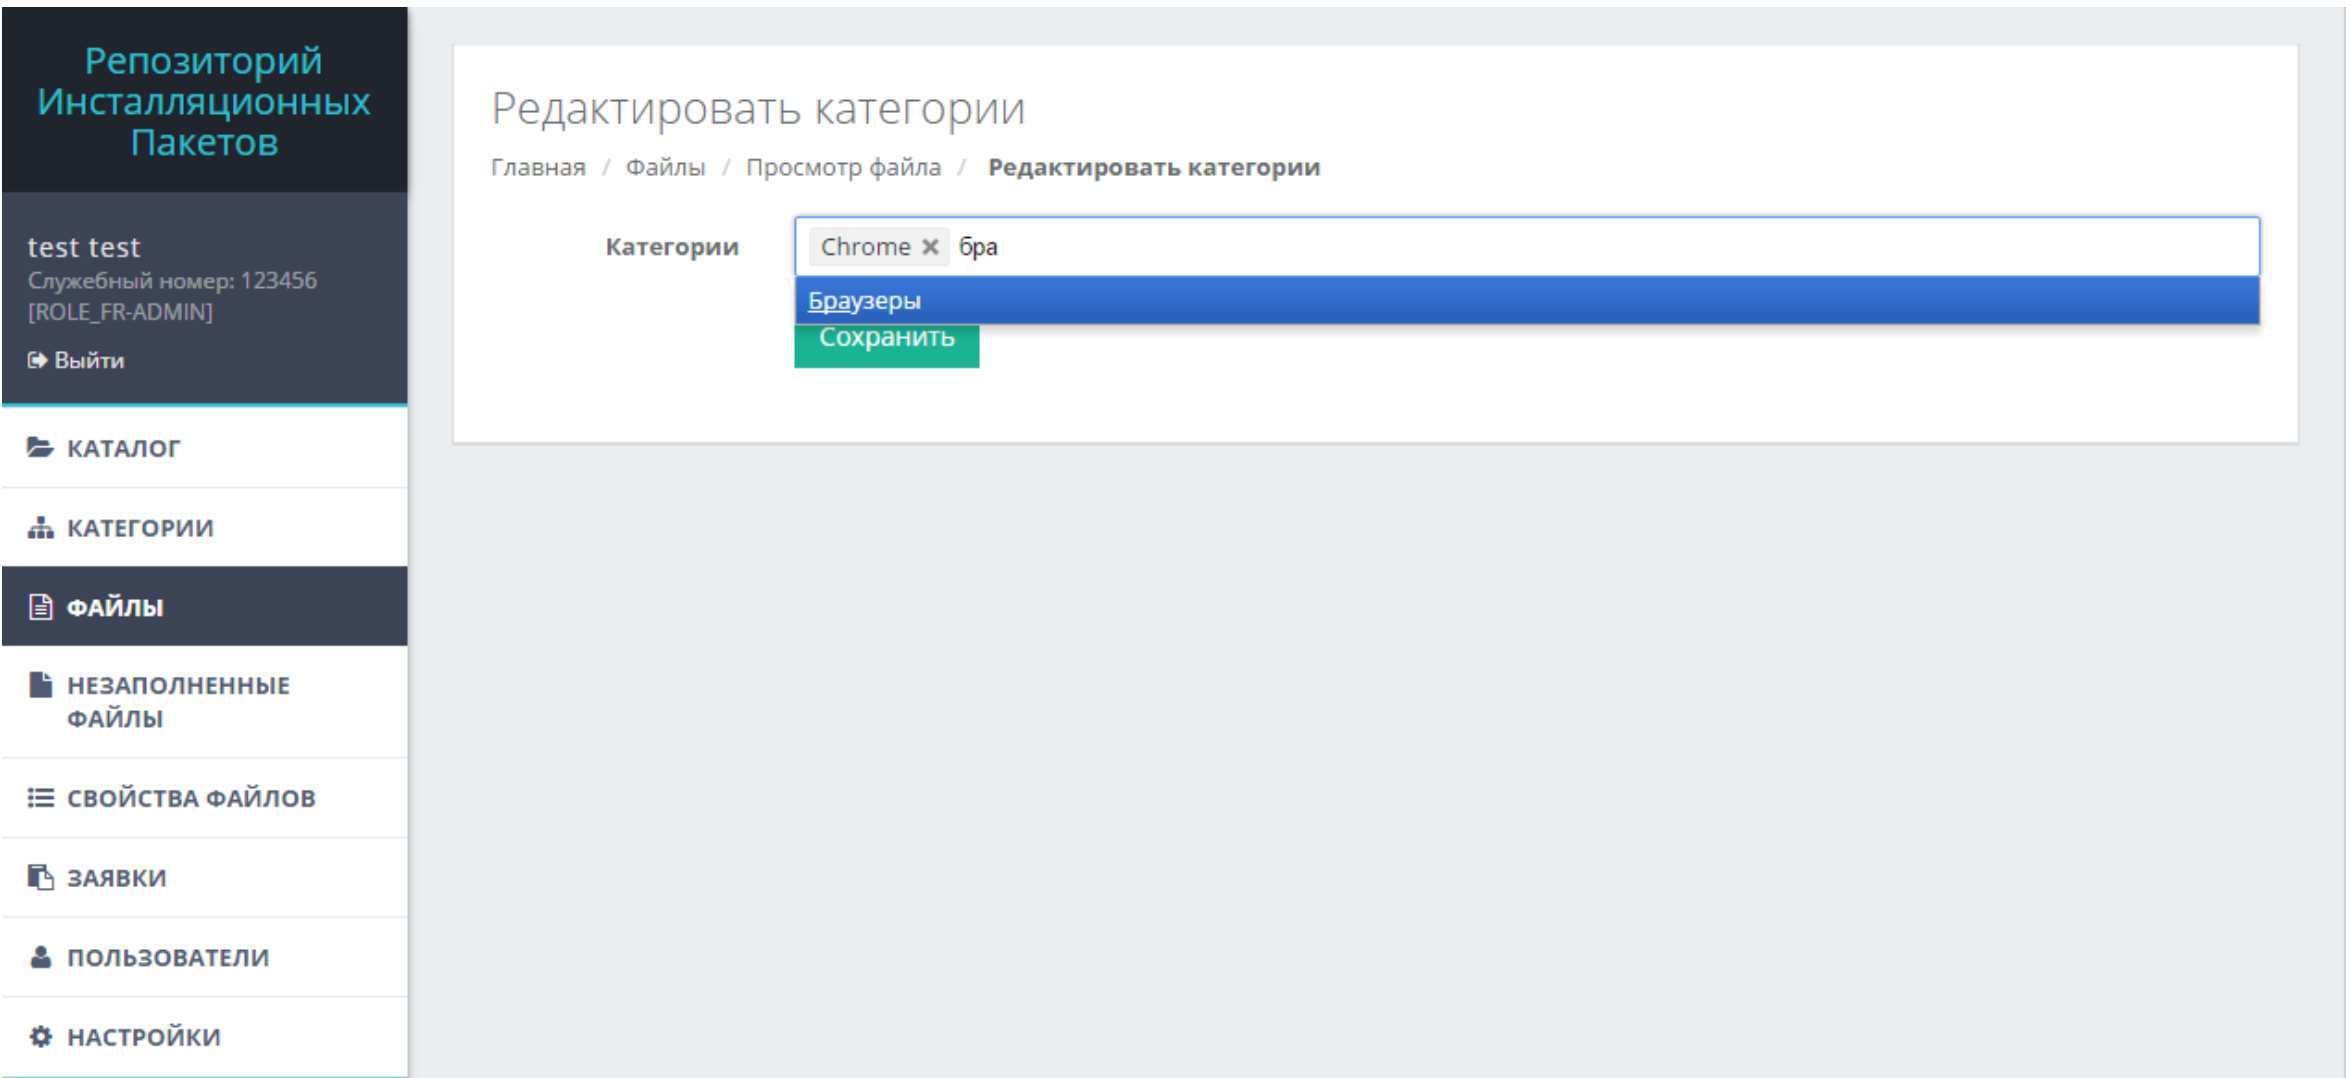 Репозиторий
Инсталляционных
Пакетов
test test
Служебный номер: 123456
[ROLE_FR-ADMIN]
Выйти
КАТАЛОГ
КАТЕГОРИИ
ФАЙЛЫ
НЕЗАПОЛНЕННЫЕ
ФАЙЛЫ
СВОЙСТВА ФАЙЛОВ
ЗАЯВКИ
ПОЛЬЗОВАТЕЛИ
НАСТРОЙКИ
Редактировать категории
Главная / Файлы / Просмотр файла / Редактировать категории
Категории Chrome × бра
Браузеры
Сохранить